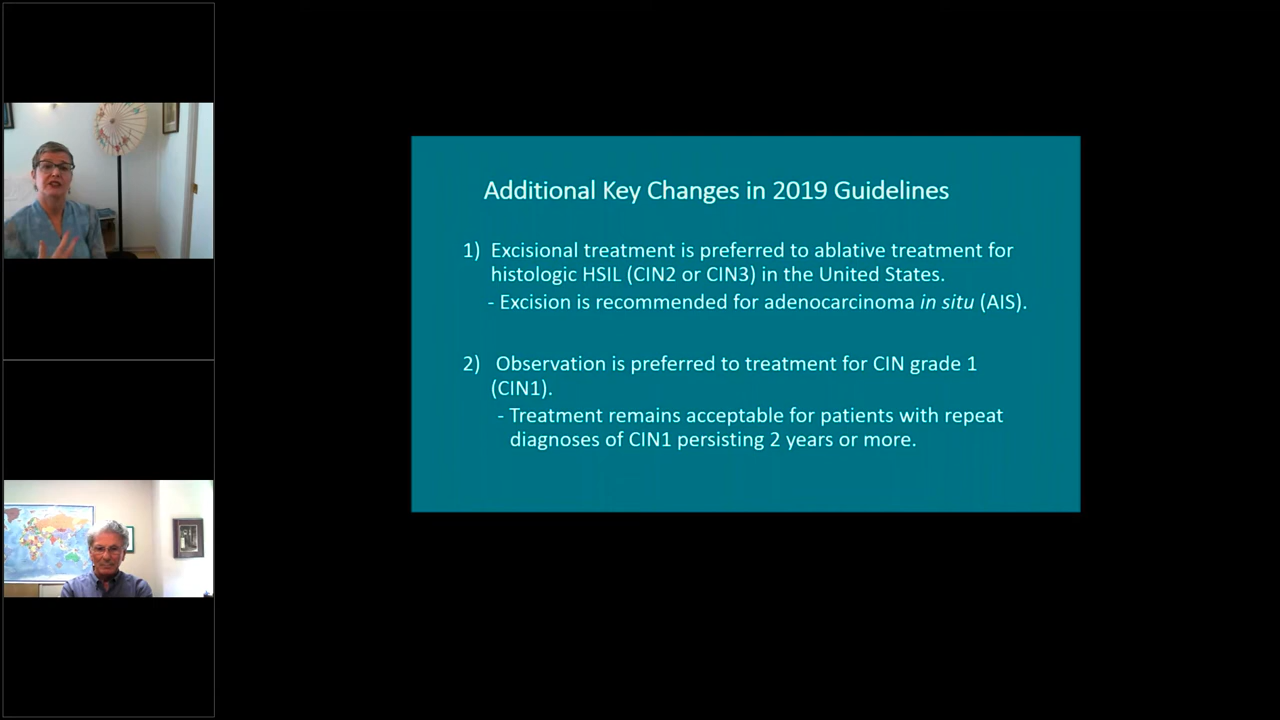 Additional Key Changes in 2019 Guidelines
1) Excisional treatment is preferred to ablative treatment for
histologic HSIL (CIN2 or CIN3) in the United States.
- Excision is recommended for adenocarcinoma in situ (AIS).
2) Observation is preferred to treatment for CIN grade 1
(CIN1).
- Treatment remains acceptable for patients with repeat
diagnoses of CIN1 persisting 2 years or more.